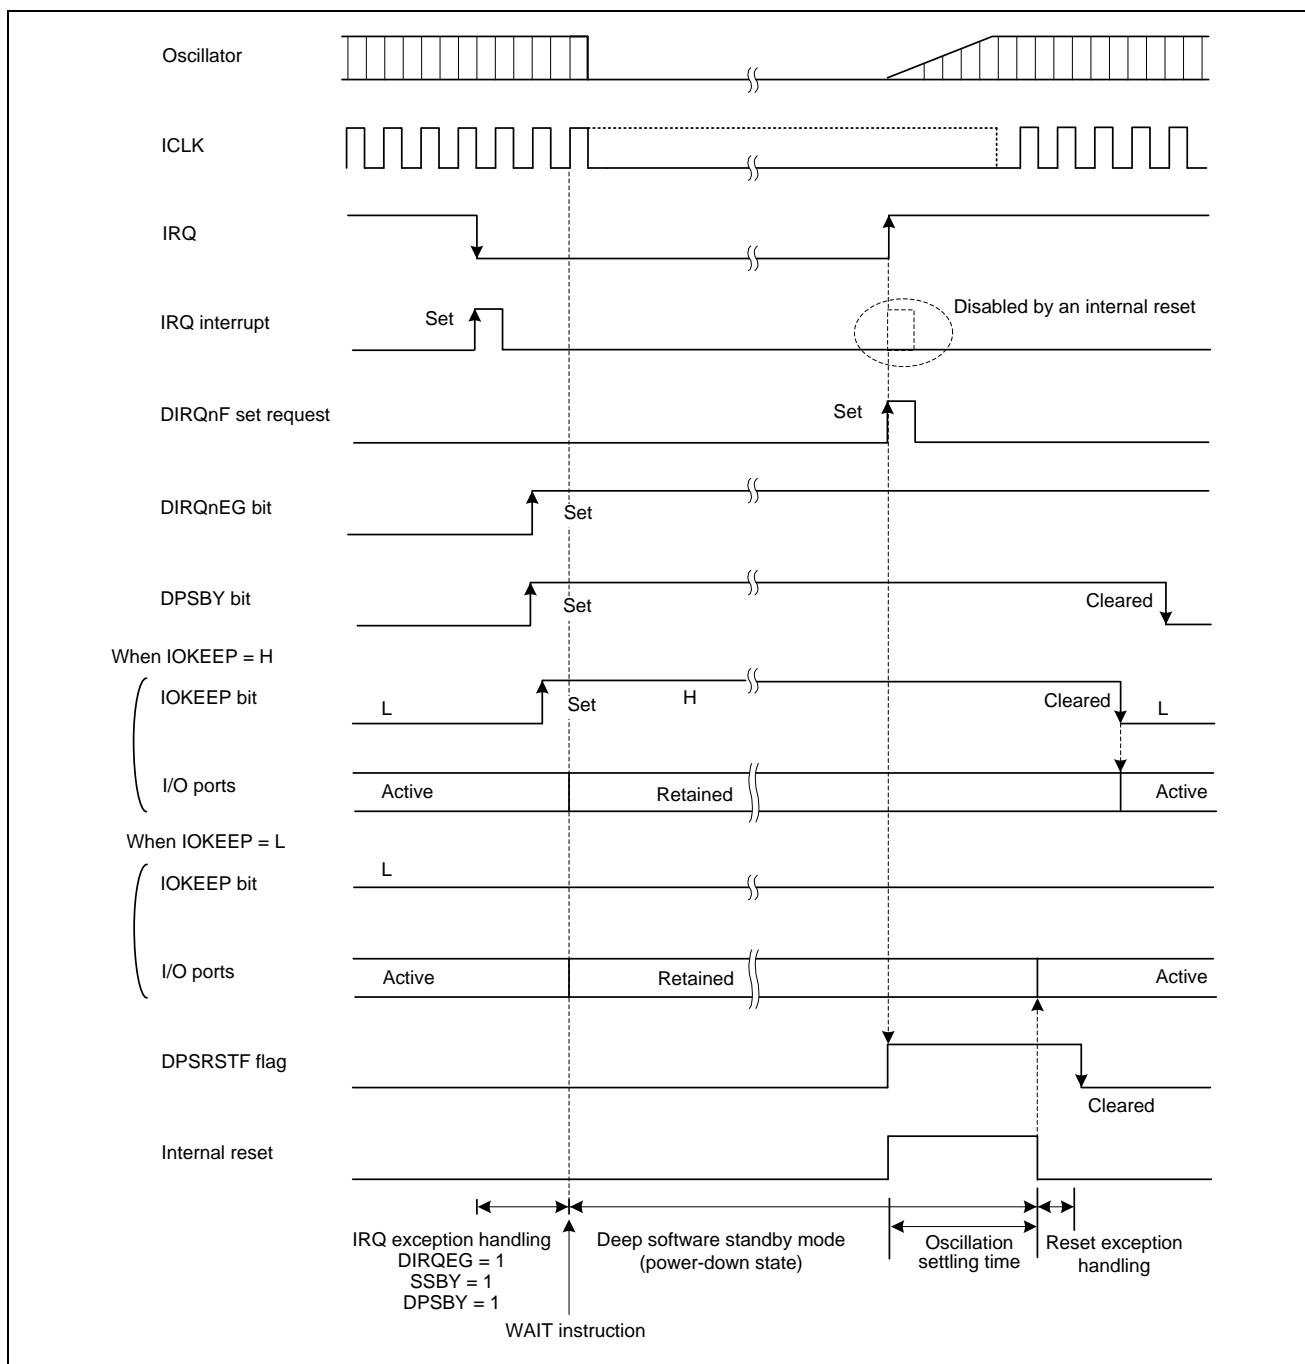 Oscillator
ICLK
IRQ
IRQ interrupt
Set
Disabled by an internal reset
DIRQnF set request
Set
DIRQnEG bit
Set
DPSBY bit
Set
Cleared
When IOKEEP = H
IOKEEP bit
L
Set
H
Cleared
L
I/O ports
Active
Retained
Active
When IOKEEP = L
IOKEEP bit
L
I/O ports
Active
Retained
Active
DPSRSTF flag
Cleared
Internal reset
IRQ exception handling
DIRQEG = 1
SSBY = 1
DPSBY = 1
Deep software standby mode
(power-down state)
Oscillation
settling time
Reset exception
handling
WAIT instruction